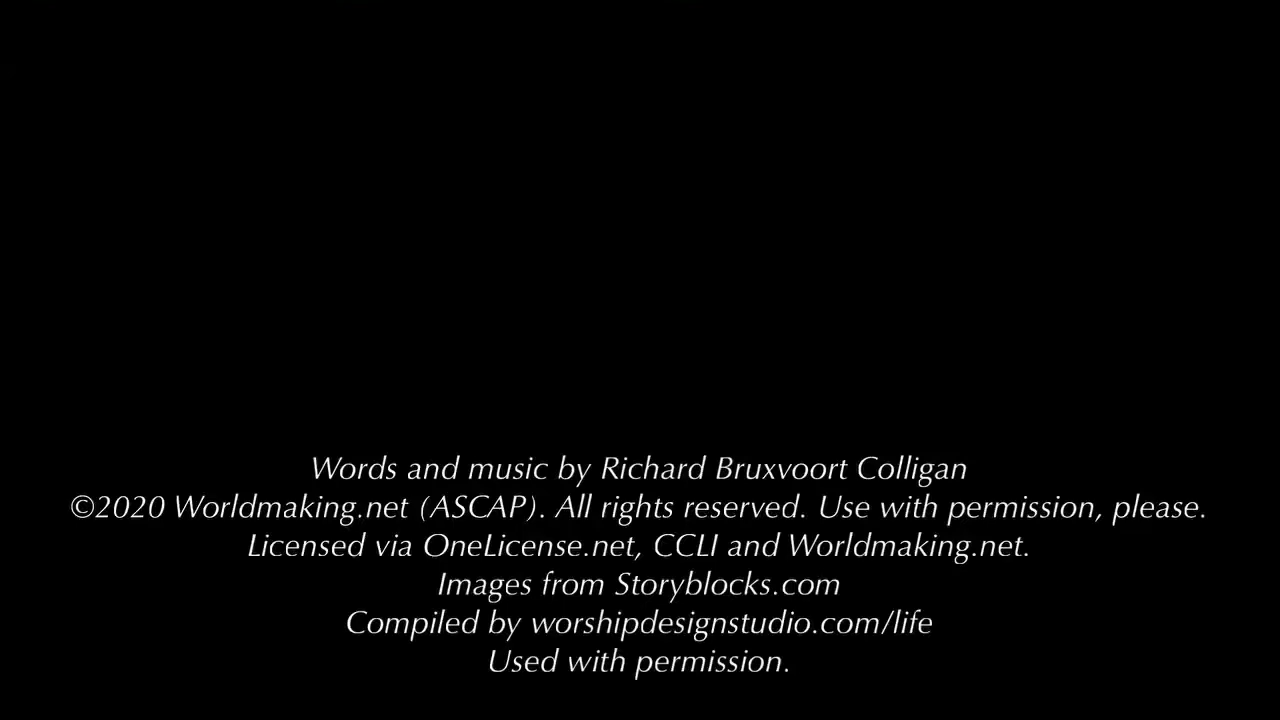 Words and music by Richard Bruxvoort Colligan
©2020 Worldmaking.net (ASCAP). All rights reserved. Use with permission, please.
Licensed via OneLicense.net, CCLI and Worldmaking.net.
Images from Storyblocks.com
Compiled by worshipdesignstudio.com/life
Used with permission.